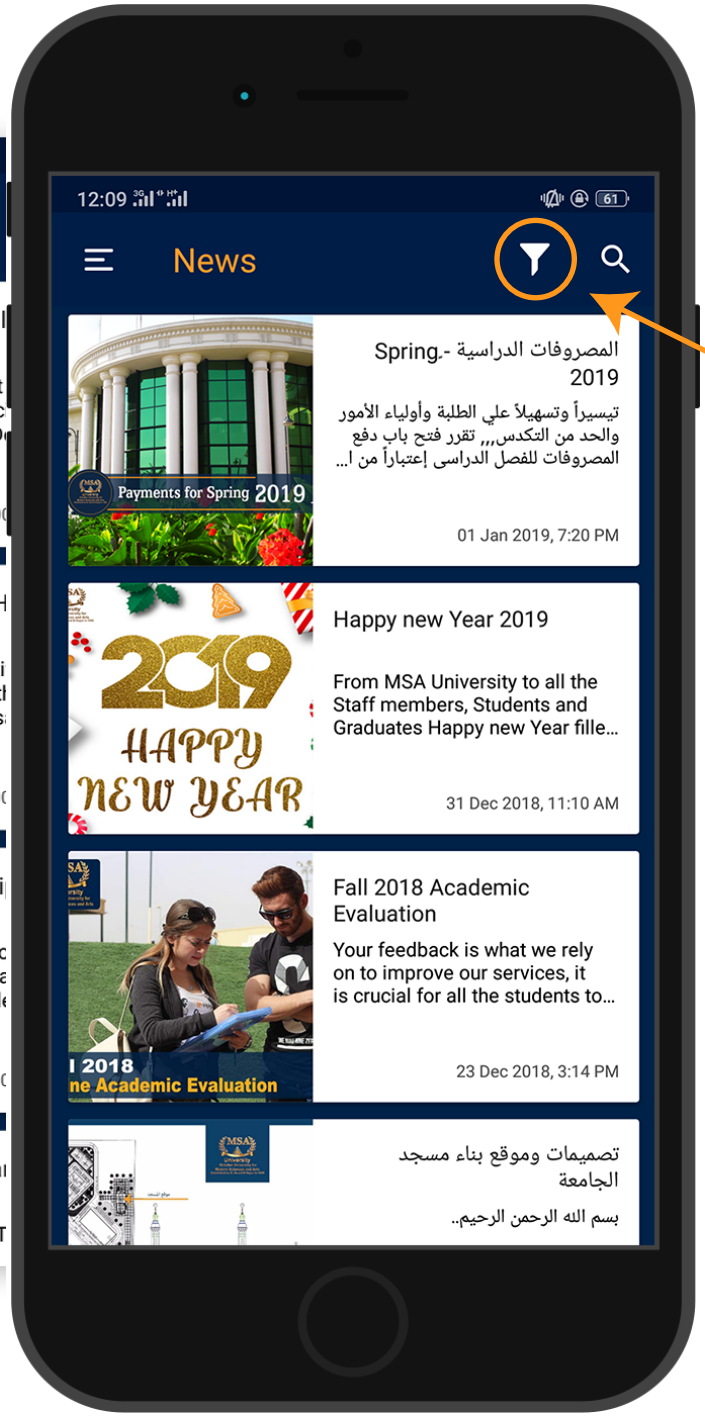 12:09 3G H+ 61
News
المصروفات الدراسية -ِSpring
2019
تيسيراً وتسهيلاً علي الطلبة وأولياء الأمور
والحد من التكدس,,, تقرر فتح باب دفع
المصروفات للفصل الدراسى إعتباراً من ا...
MSA
Payments for Spring 2019
01 Jan 2019, 7:20 PM
2019
HAPPY
NEW YEAR
Happy new Year 2019
From MSA University to all the
Staff members, Students and
Graduates Happy new Year fille...
31 Dec 2018, 11:10 AM
Fall 2018 Academic
Evaluation
Your feedback is what we rely
on to improve our services, it
is crucial for all the students to...
l 2018
ne Academic Evaluation
23 Dec 2018, 3:14 PM
MSA
University
موقع المسجد
تصميمات وموقع بناء مسجد
الجامعة
بسم الله الرحمن الرحيم..